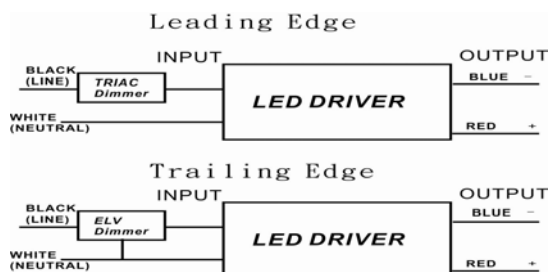 Leading Edge
INPUT
OUTPUT
BLACK
(LINE)
TRIAC
Dimmer
LED DRIVER
BLUE -
WHITE
(NEUTRAL)
RED +
Trailing Edge
INPUT
OUTPUT
BLACK
(LINE)
ELV
Dimmer
LED DRIVER
BLUE -
WHITE
(NEUTRAL)
RED +